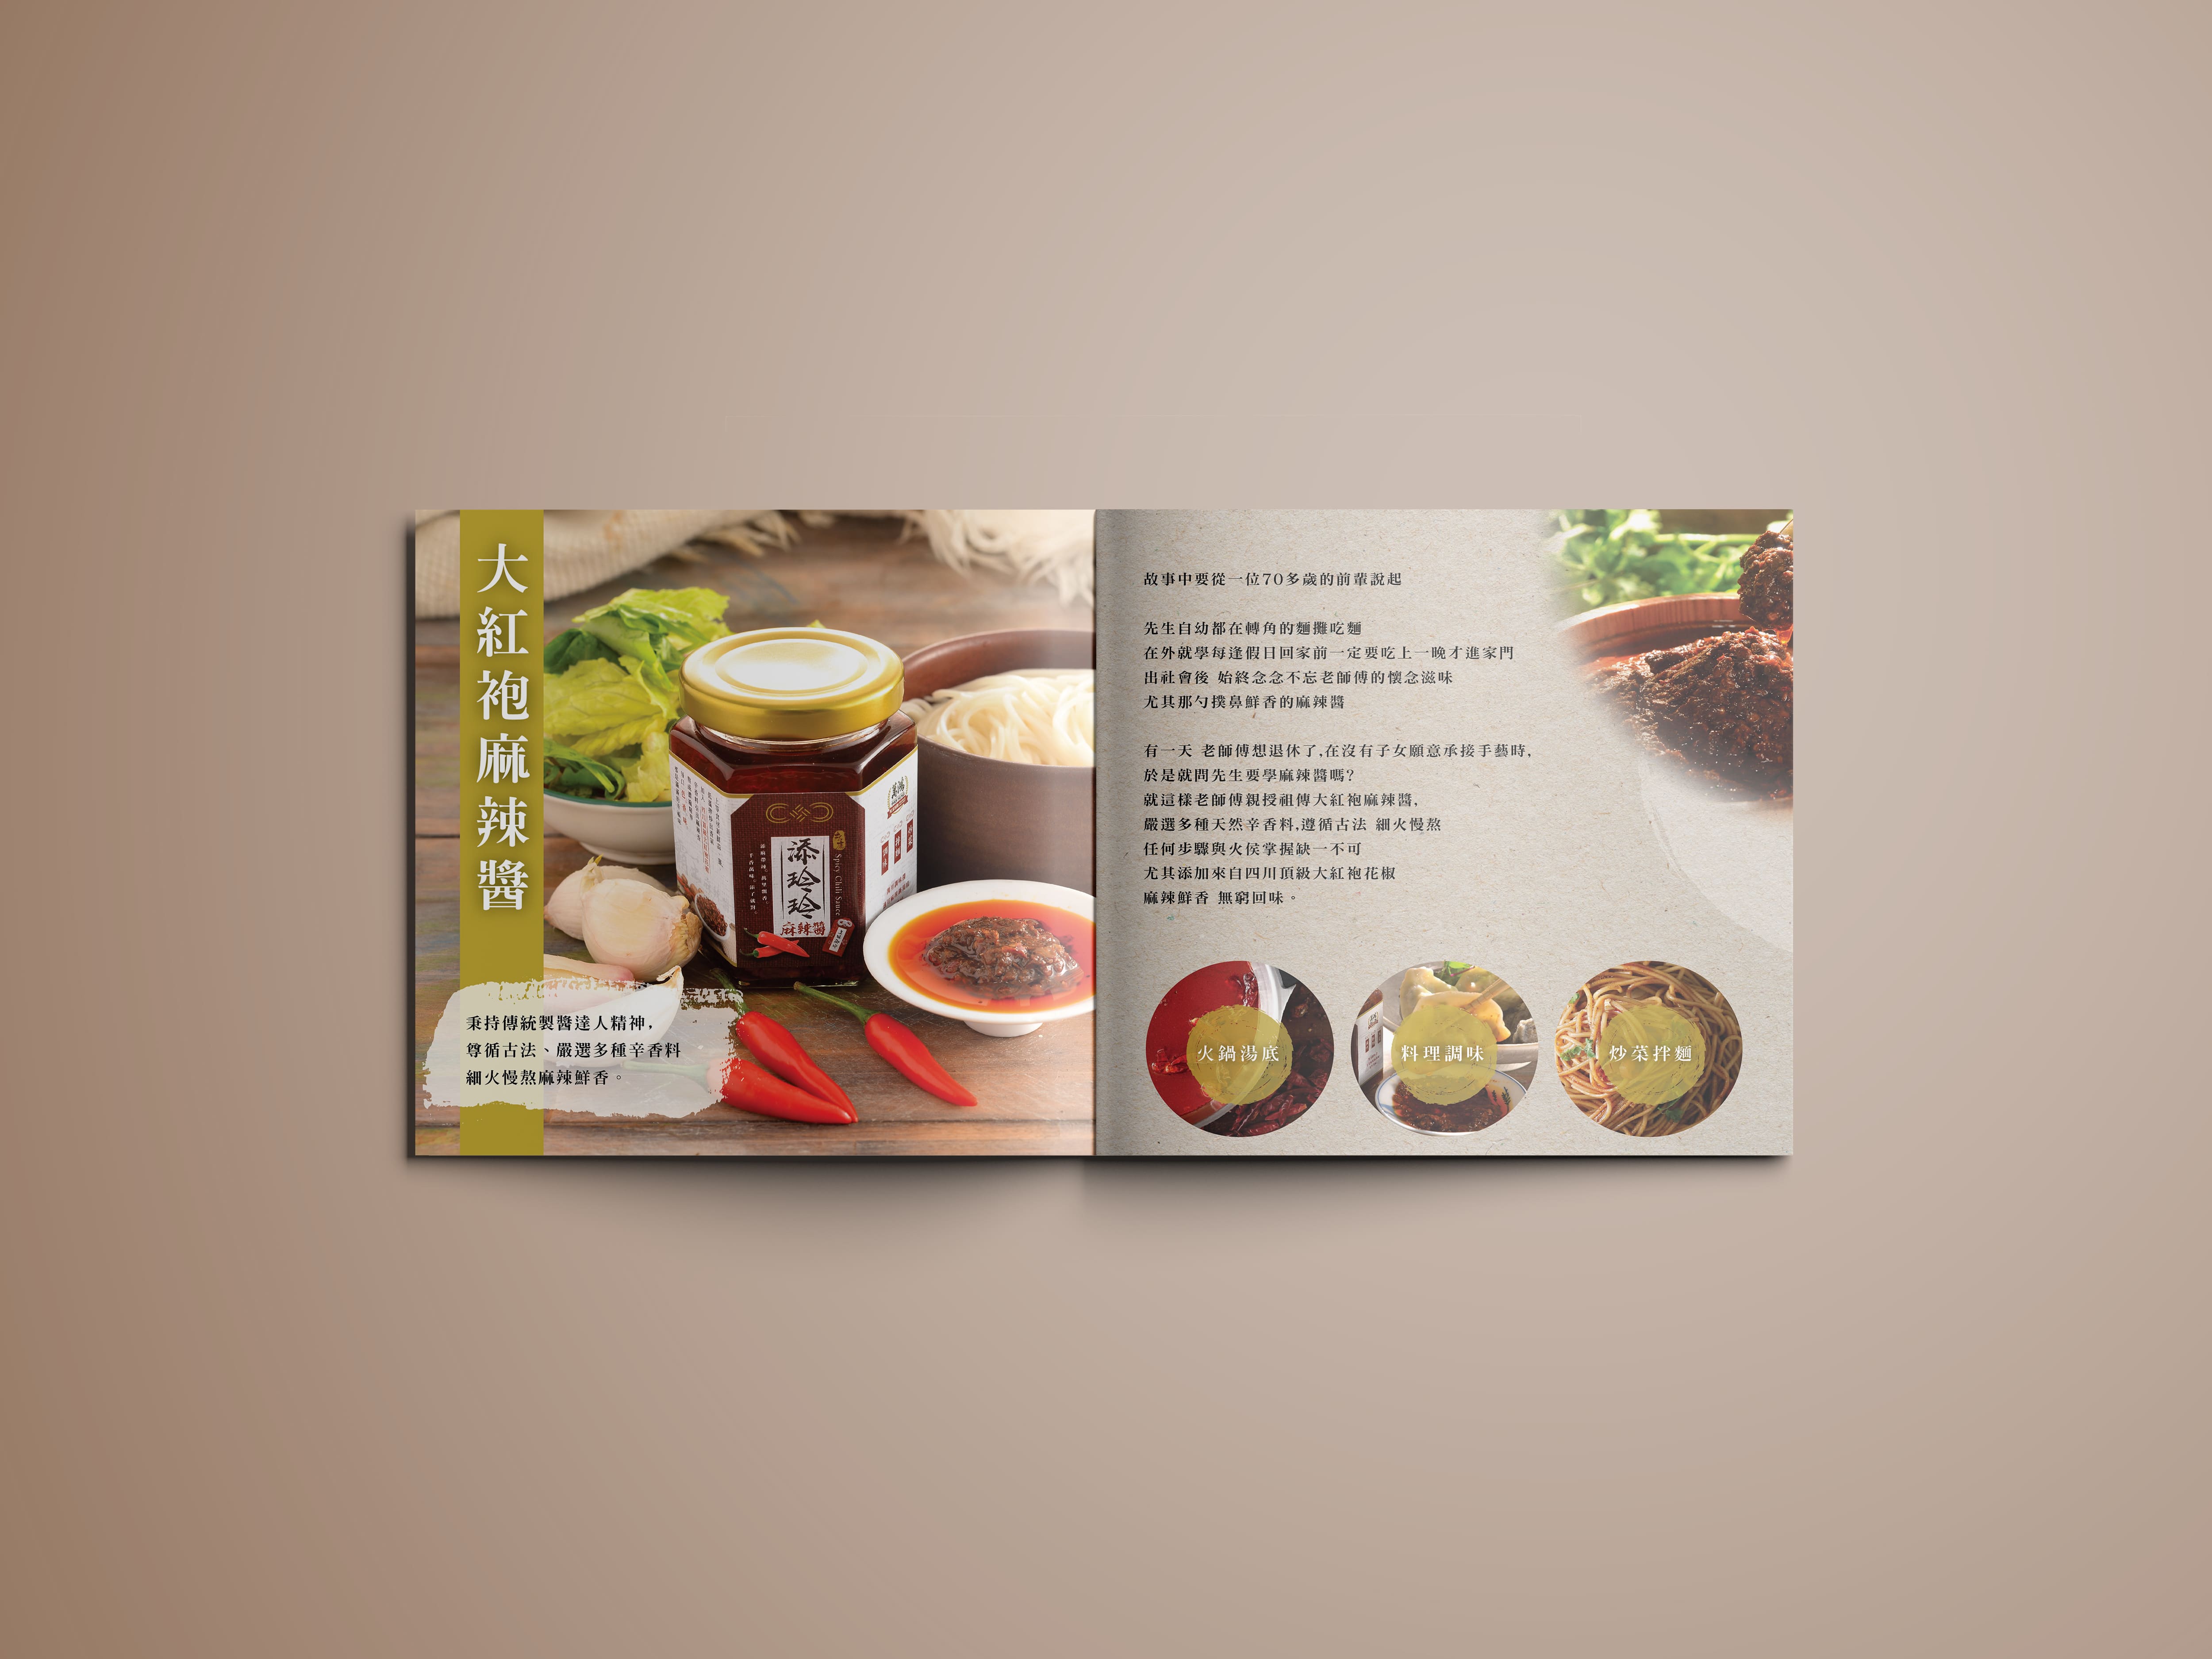 大紅袍麻辣醬
秉持傳統製醬達人精神，
尊循古法、嚴選多種辛香料
細火慢熬麻辣鮮香。
添玲玲
麻辣醬
Spicy Chili Sauce
故事中要從一位70多歲的前輩說起
先生自幼都在轉角的麵攤吃麵
在外就學每逢假日回家前一定要吃上一晚才進家門
出社會後 始終念念不忘老師傅的懷念滋味
尤其那勺撲鼻鮮香的麻辣醬
有一天 老師傅想退休了,在沒有子女願意承接手藝時,
於是就問先生要學麻辣醬嗎?
就這樣老師傅親授祖傳大紅袍麻辣醬,
嚴選多種天然辛香料,遵循古法 細火慢熬
任何步驟與火侯掌握缺一不可
尤其添加來自四川頂級大紅袍花椒
麻辣鮮香 無窮回味。
火鍋湯底
料理調味
炒菜拌麵